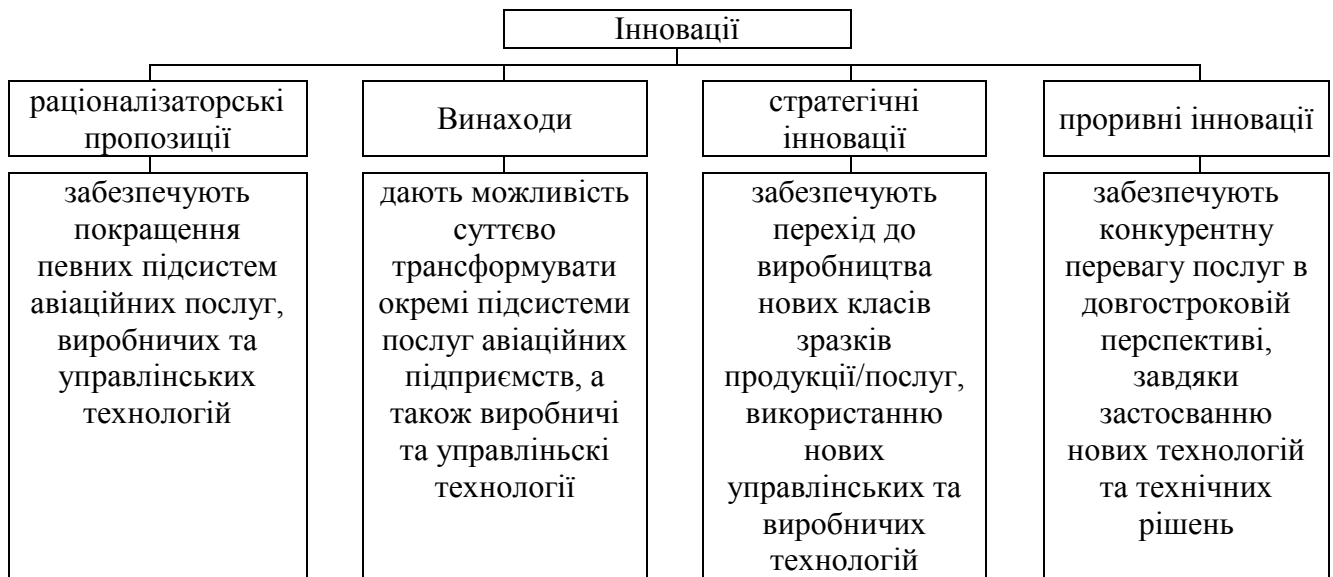 Інновації
раціоналізаторські
пропозиції
Винаходи
стратегічні
інновації
проривні інновації
забезпечують
покращення
певних підсистем
авіаційних послуг,
виробничих та
управлінських
технологій
дають можливість
суттєво
трансформувати
окремі підсистеми
послуг авіаційних
підприємств, а
також виробничі
та управліньскі
технології
забезпечують
перехід до
виробництва
нових класів
зразків
продукції/послуг,
використанню
нових
управлінських та
виробничих
технологій
забезпечують
конкурентну
перевагу послуг в
довгостроковій
перспективі,
завдяки
застосванню
нових технологій
та технічних
рішень